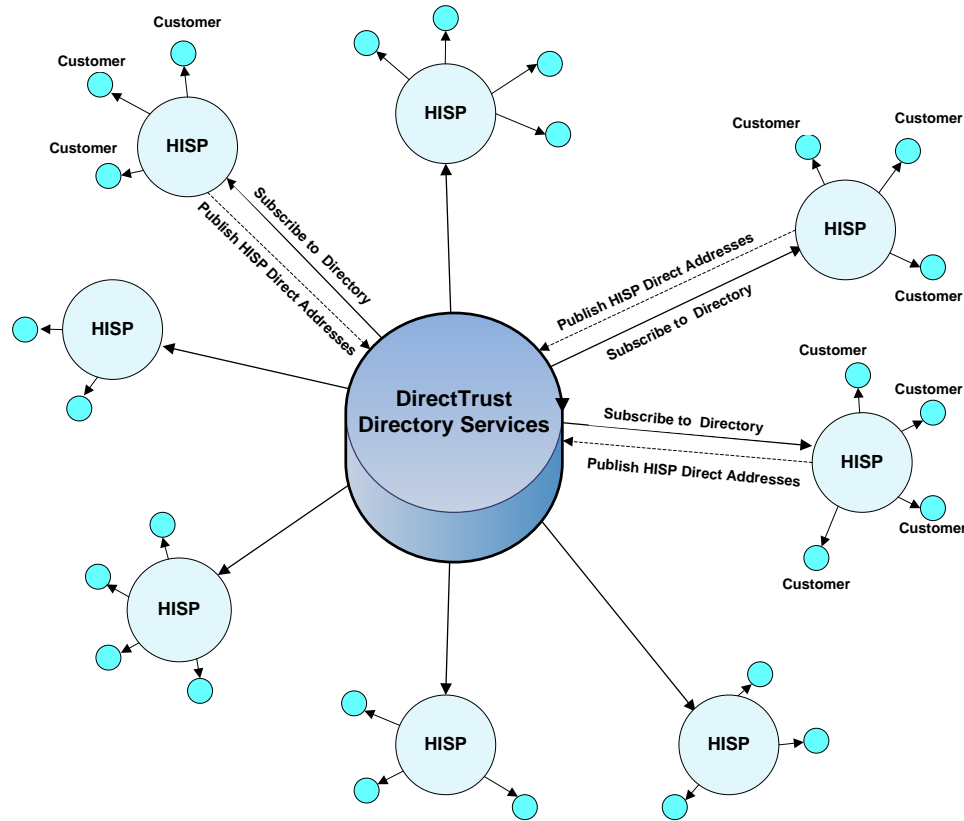 Customer
Customer
Customer
HISP
HISP
Customer
Customer
HISP
Customer
Subscribe to Directory
Publish HISP Direct Addresses
Publish HISP Direct Addresses
Subscribe to Directory
HISP
DirectTrust
Directory Services
Customer
Customer
Subscribe to Directory
Publish HISP Direct Addresses
HISP
Customer
Customer
HISP
HISP
HISP